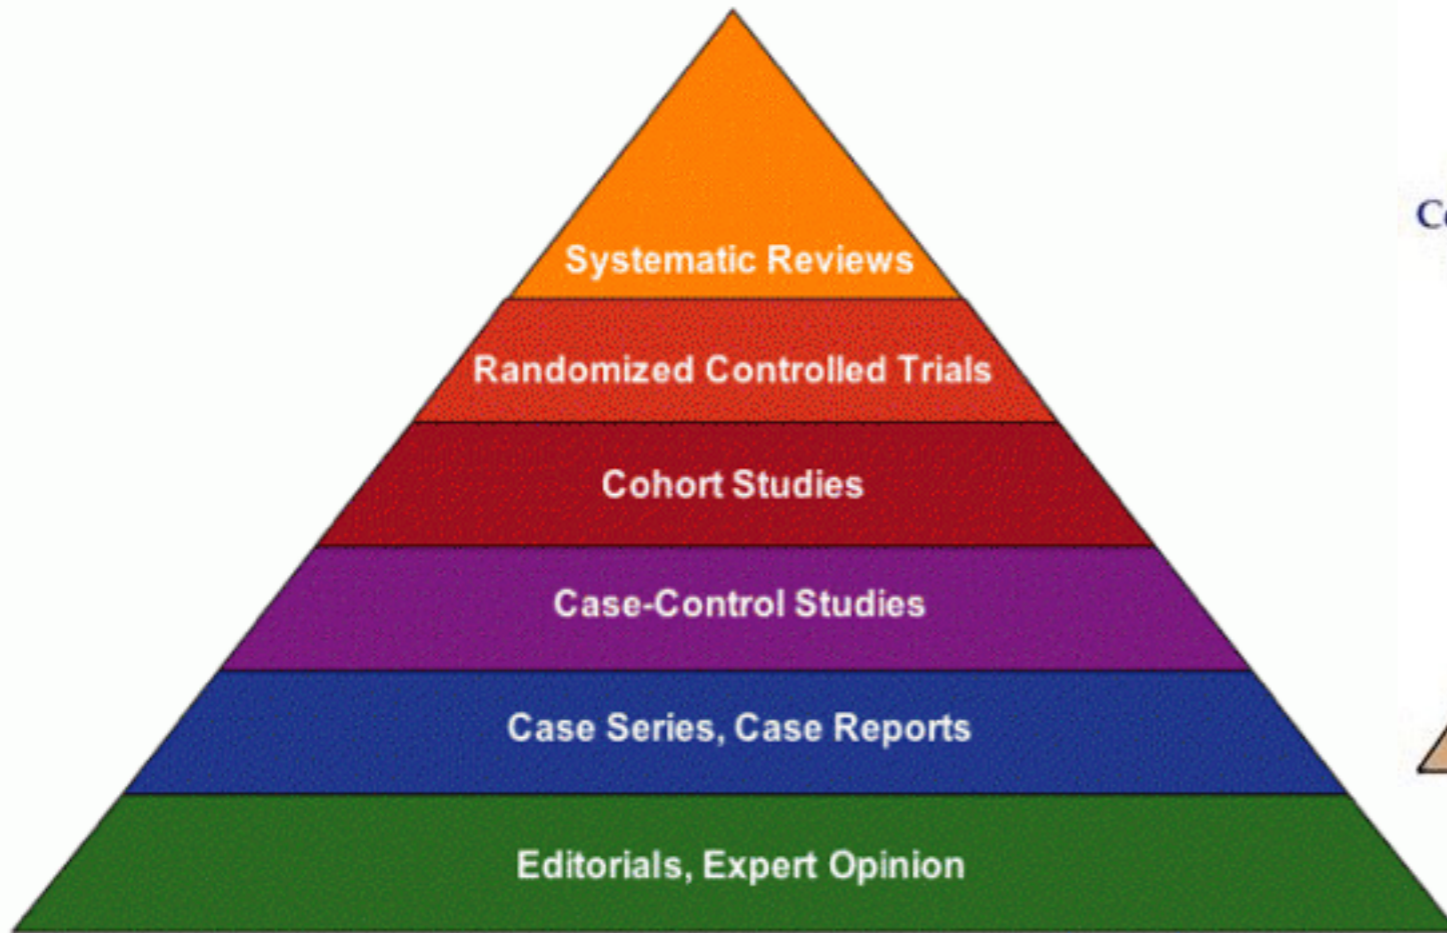 Systematic Reviews
Randomized Controlled Trials
Cohort Studies
Case-Control Studies
Case Series, Case Reports
Editorials, Expert Opinion